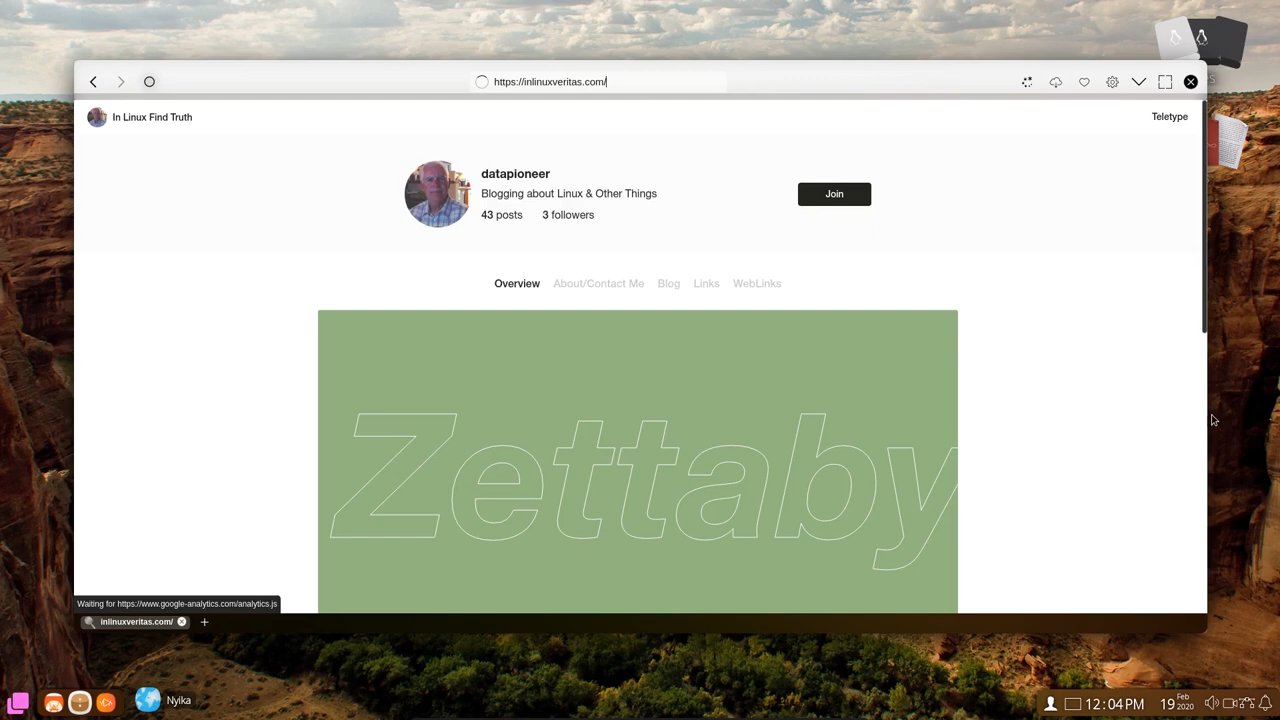 https://inlinuxveritas.com/
In Linux Find Truth
Teletype
datapioneer
Blogging about Linux & Other Things
43 posts 3 followers
Join
Overview About/Contact Me Blog Links WebLinks
Zettaby
Waiting for https://www.google-analytics.com/analytics.js
inlinuxveritas.com/
Nyika
12:04 PM
19 Feb 2020